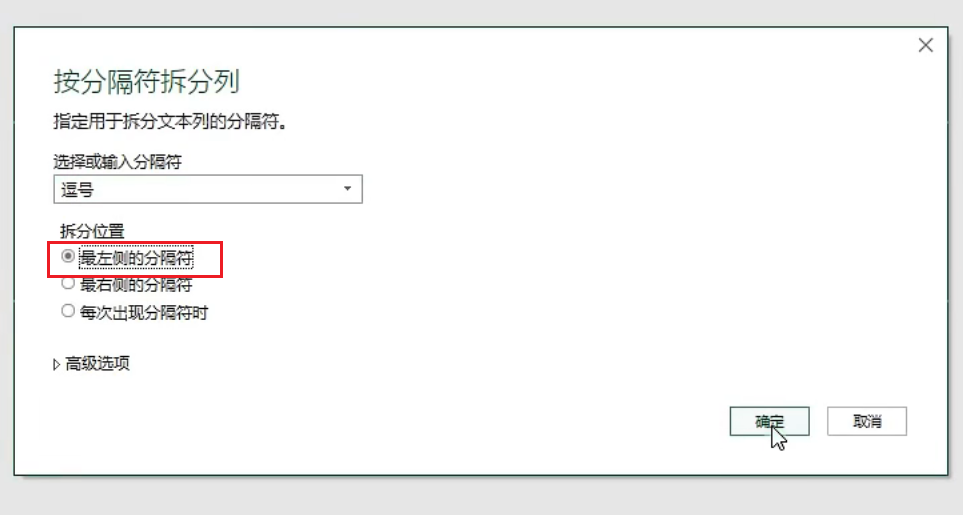 按分隔符拆分列
指定用于拆分文本列的分隔符。
选择或输入分隔符
逗号
拆分位置
最左侧的分隔符
最右侧的分隔符
每次出现分隔符时
高级选项
确定
取消